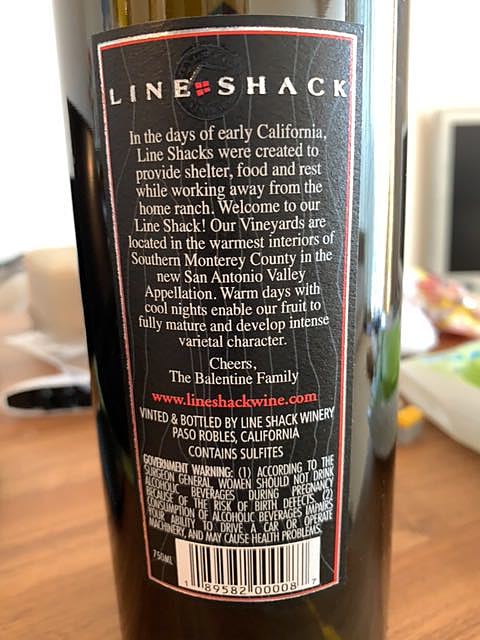 LINE SHACK
In the days of early California,
Line Shacks were created to
provide shelter, food and rest
while working away from the
home ranch. Welcome to our
Line Shack! Our Vineyards are
located in the warmest interiors of
Southern Monterey County in the
new San Antonio Valley
Appellation. Warm days with
cool nights enable our fruit to
fully mature and develop intense
varietal character.
Cheers,
The Balentine Family
www.lineshackwine.com
VINTED & BOTTLED BY LINE SHACK WINERY
PASO ROBLES, CALIFORNIA
CONTAINS SULFITES
GOVERNMENT WARNING: (1) ACCORDING TO THE
SURGEON GENERAL, WOMEN SHOULD NOT DRINK
ALCOHOLIC BEVERAGES DURING PREGNANCY
BECAUSE OF THE RISK OF BIRTH DEFECTS. (2)
CONSUMPTION OF ALCOHOLIC BEVERAGES IMPAIRS
YOUR ABILITY TO DRIVE A CAR OR OPERATE
MACHINERY, AND MAY CAUSE HEALTH PROBLEMS.
750ML
1 89582 00008 7